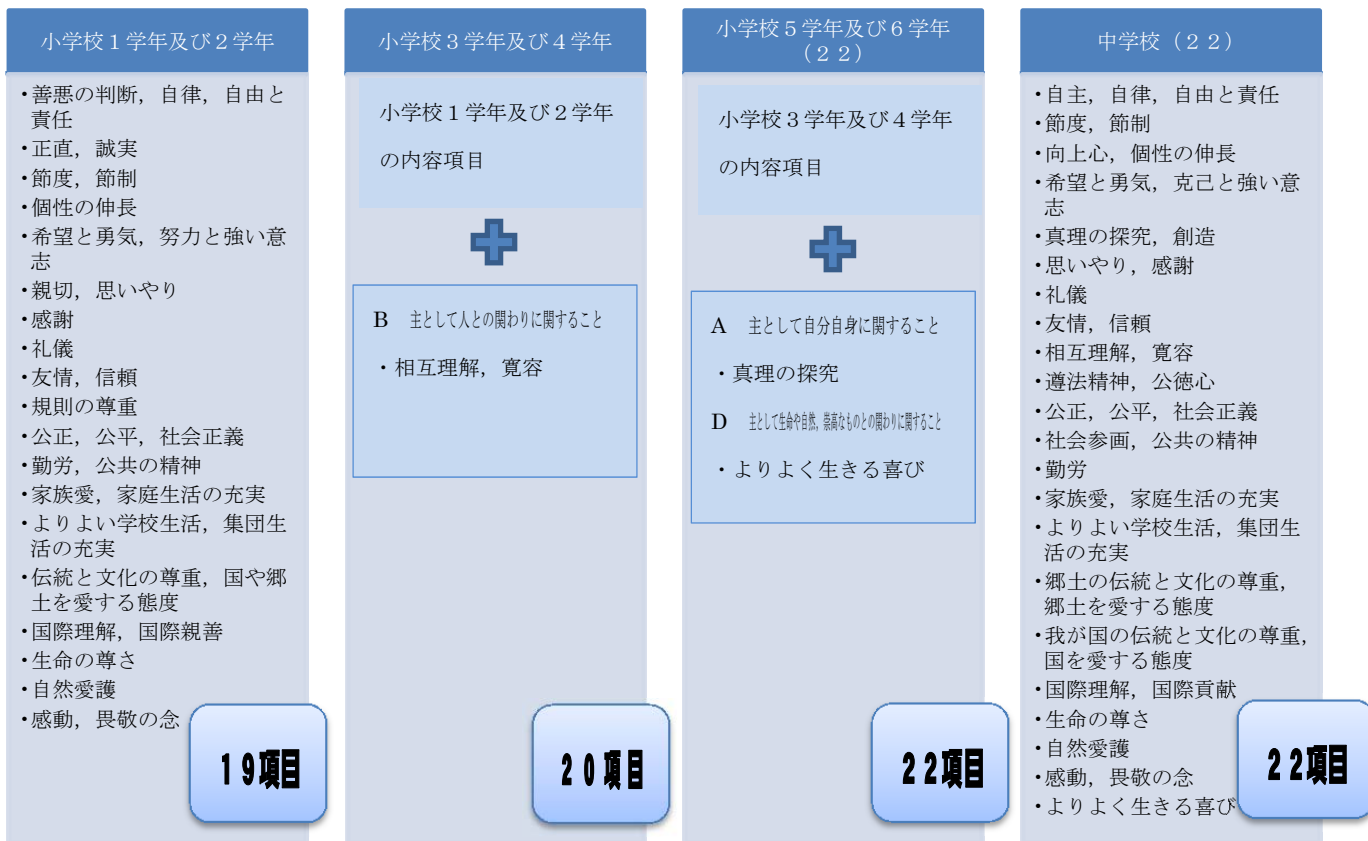 小学校１学年及び２学年
・善悪の判断，自律，自由と
責任
・正直，誠実
・節度，節制
・個性の伸長
・希望と勇気，努力と強い意
志
・親切，思いやり
・感謝
・礼儀
・友情，信頼
・規則の尊重
・公正，公平，社会正義
・勤労，公共の精神
・家族愛，家庭生活の充実
・よりよい学校生活，集団生
活の充実
・伝統と文化の尊重，国や郷
土を愛する態度
・国際理解，国際親善
・生命の尊さ
・自然愛護
・感動，畏敬の念
１９項目
小学校３学年及び４学年
小学校１学年及び２学年
の内容項目
B　主として人との関わりに関すること
・相互理解，寛容
２０項目
小学校５学年及び６学年
（２２）
小学校３学年及び４学年
の内容項目
A　主として自分自身に関すること
・真理の探究
D　主として生命や自然，崇高なものとの関わりに関すること
・よりよく生きる喜び
２２項目
中学校（２２）
・自主，自律，自由と責任
・節度，節制
・向上心，個性の伸長
・希望と勇気，克己と強い意
志
・真理の探究，創造
・思いやり，感謝
・礼儀
・友情，信頼
・相互理解，寛容
・遵法精神，公徳心
・公正，公平，社会正義
・社会参画，公共の精神
・勤労
・家族愛，家庭生活の充実
・よりよい学校生活，集団生
活の充実
・郷土の伝統と文化の尊重，
郷土を愛する態度
・我が国の伝統と文化の尊重，
国を愛する態度
・国際理解，国際貢献
・生命の尊さ
・自然愛護
・感動，畏敬の念
・よりよく生きる喜び
２２項目